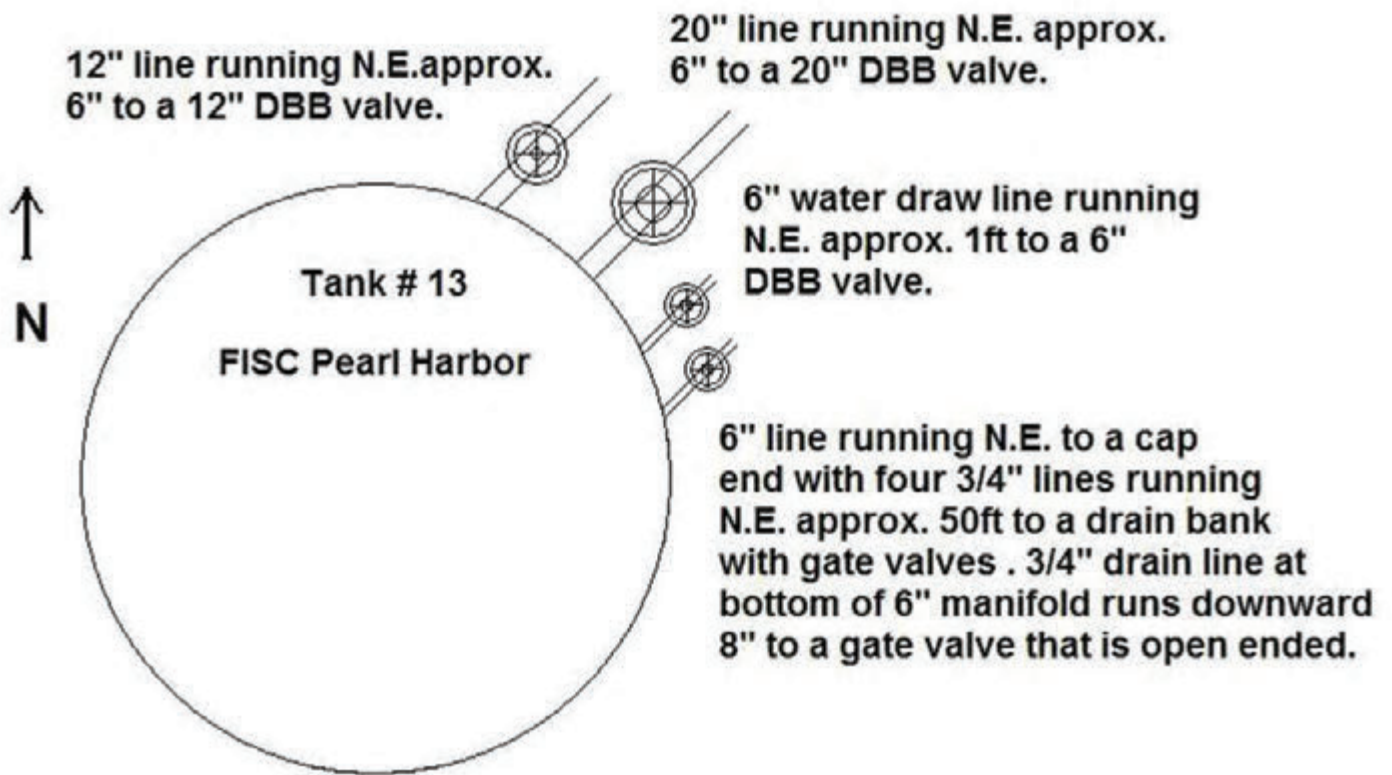 12" line running N.E.approx.
6" to a 12" DBB valve.
20" line running N.E. approx.
6" to a 20" DBB valve.
N
Tank # 13
FISC Pearl Harbor
6" water draw line running
N.E. approx. 1ft to a 6"
DBB valve.
6" line running N.E. to a cap
end with four 3/4" lines running
N.E. approx. 50ft to a drain bank
with gate valves . 3/4" drain line at
bottom of 6" manifold runs downward
8" to a gate valve that is open ended.